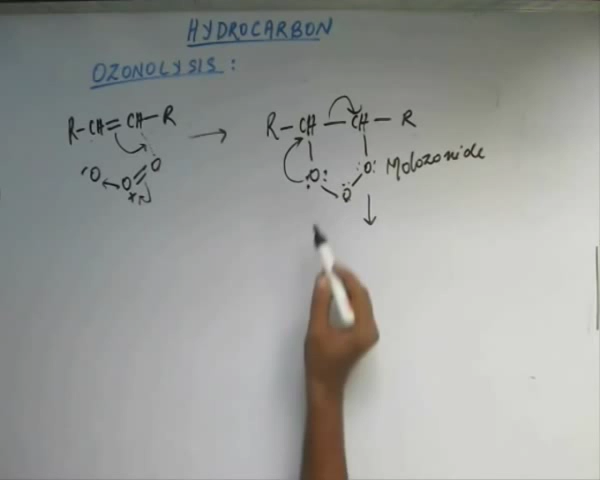 HYDROCARBON
OZONOLYSIS :
R-CH=CH-R → R-CH-CH-R
'O O O + :O: O: O Molozonide
↓